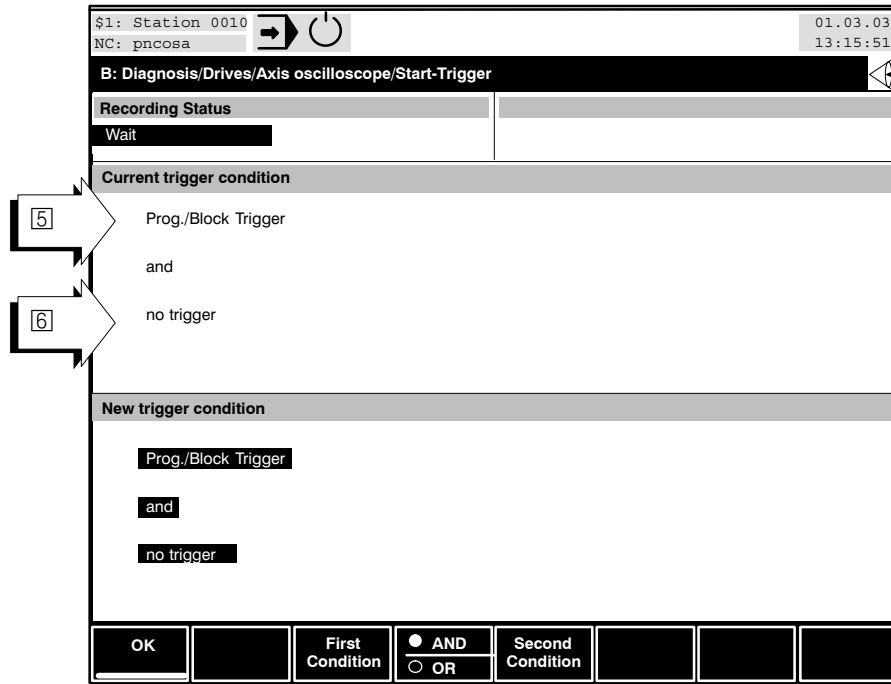 $1: Station 0010
NC: pncosa
01.03.03
13:15:51
B: Diagnosis/Drives/Axis oscilloscope/Start-Trigger
Recording Status
Wait
Current trigger condition
5
Prog./Block Trigger
and
6
no trigger
New trigger condition
Prog./Block Trigger
and
no trigger
OK
First
Condition
AND
OR
Second
Condition